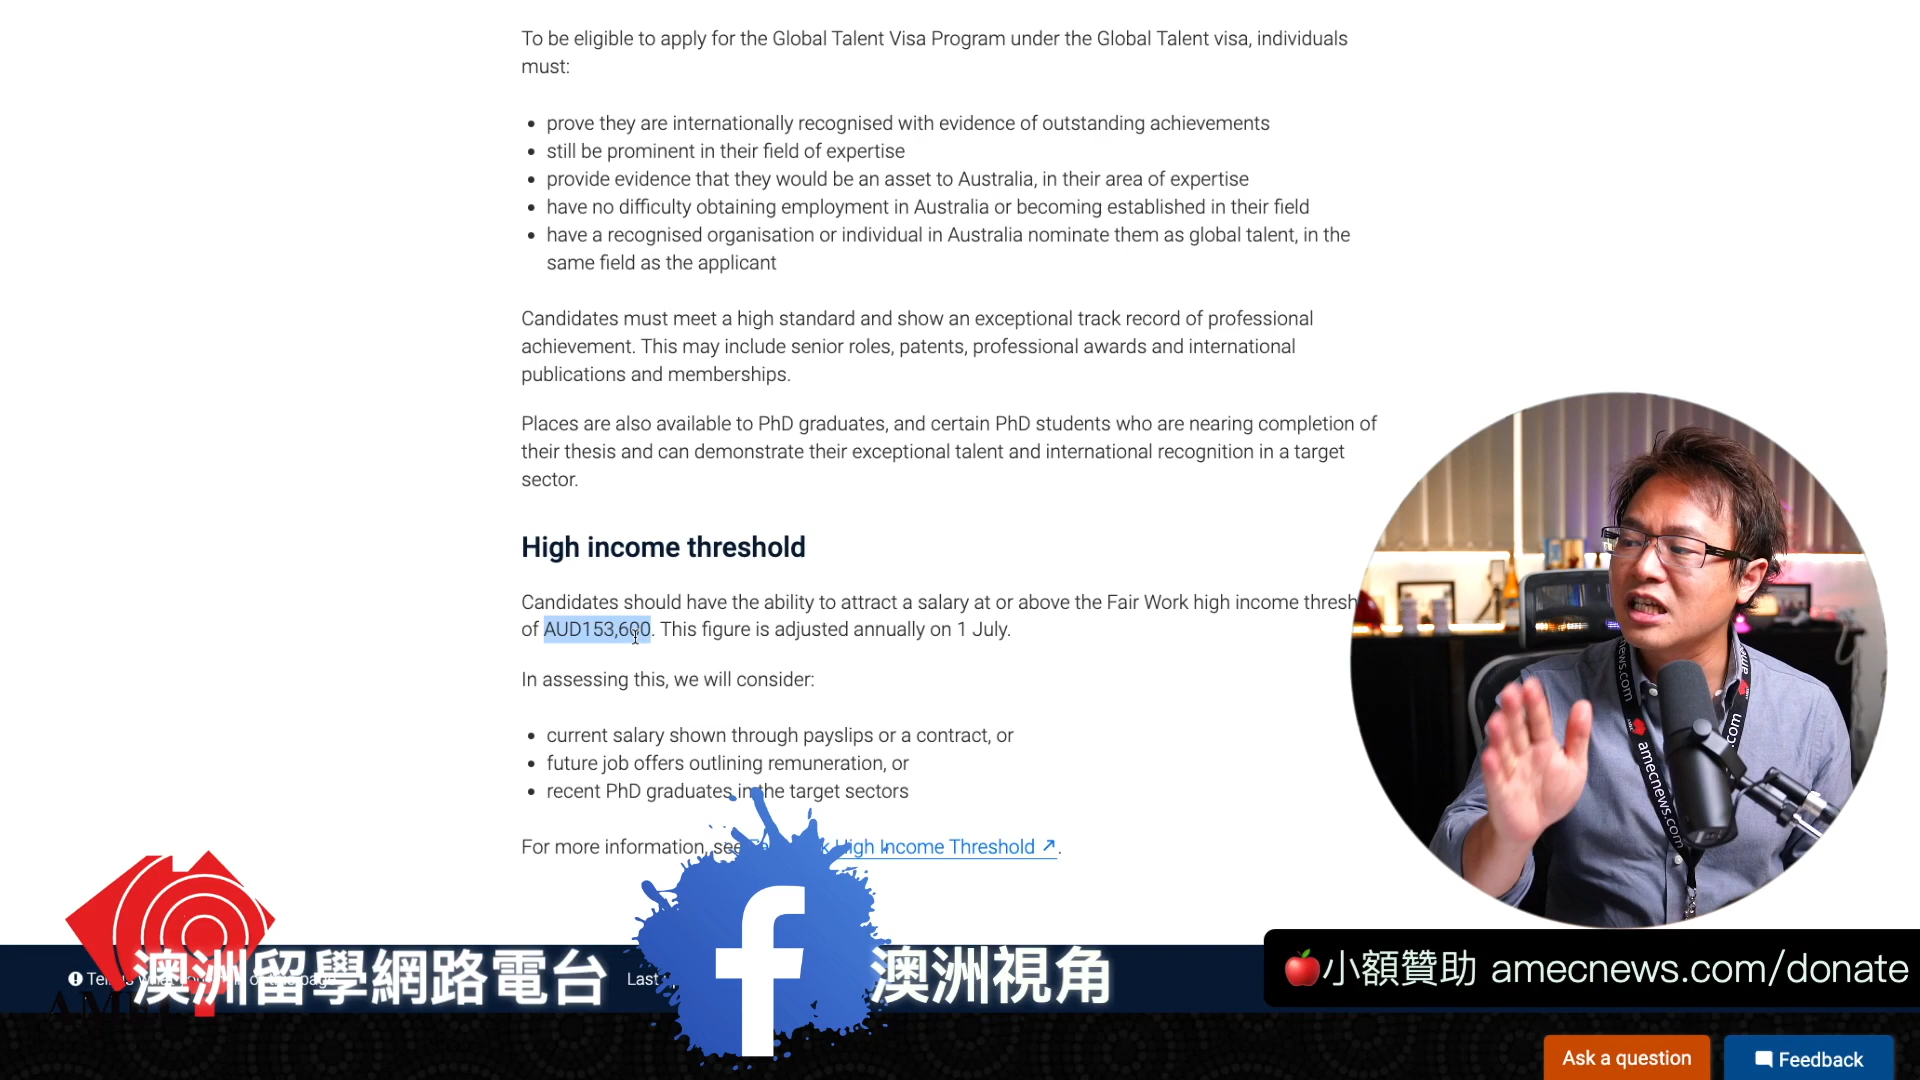 To be eligible to apply for the Global Talent Visa Program under the Global Talent visa, individuals
must:
prove they are internationally recognised with evidence of outstanding achievements
still be prominent in their field of expertise
provide evidence that they would be an asset to Australia, in their area of expertise
have no difficulty obtaining employment in Australia or becoming established in their field
have a recognised organisation or individual in Australia nominate them as global talent, in the
same field as the applicant
Candidates must meet a high standard and show an exceptional track record of professional
achievement. This may include senior roles, patents, professional awards and international
publications and memberships.
Places are also available to PhD graduates, and certain PhD students who are nearing completion of
their thesis and can demonstrate their exceptional talent and international recognition in a target
sector.
High income threshold
Candidates should have the ability to attract a salary at or above the Fair Work high income thresh
of AUD153,600. This figure is adjusted annually on 1 July.
In assessing this, we will consider:
current salary shown through payslips or a contract, or
future job offers outlining remuneration, or
recent PhD graduates in the target sectors
For more information, see High Income Threshold
amecnews.com
澳洲留學網路電台
Last
澳洲視角
小額贊助 amecnews.com/donate
Ask a question
Feedback